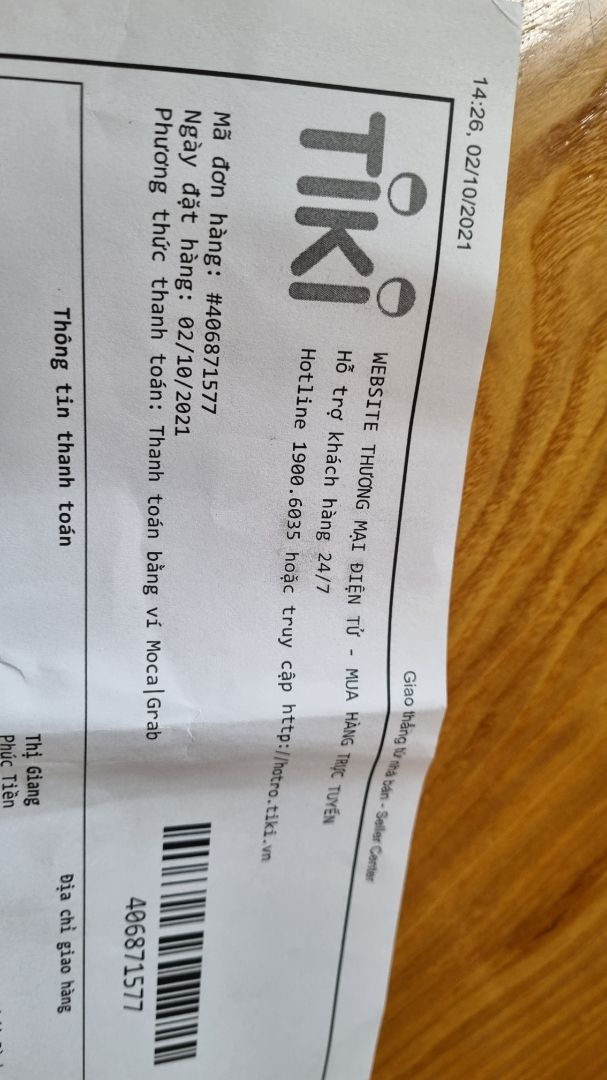 14:26, 02/10/2021
Giao thẳng từ nhà bán - Seller Center
TiKi
WEBSITE THƯƠNG MẠI ĐIỆN TỬ - MUA HÀNG TRỰC TUYẾN
Hỗ trợ khách hàng 24/7
Hotline 1900.6035 hoặc truy cập http://hotro.tiki.vn
Mã đơn hàng: #406871577
Ngày đặt hàng: 02/10/2021
Phương thức thanh toán: Thanh toán bằng ví Moca|Grab
406871577
Thông tin thanh toán
Địa chỉ giao hàng
Thị Giang
Phúc Tiền